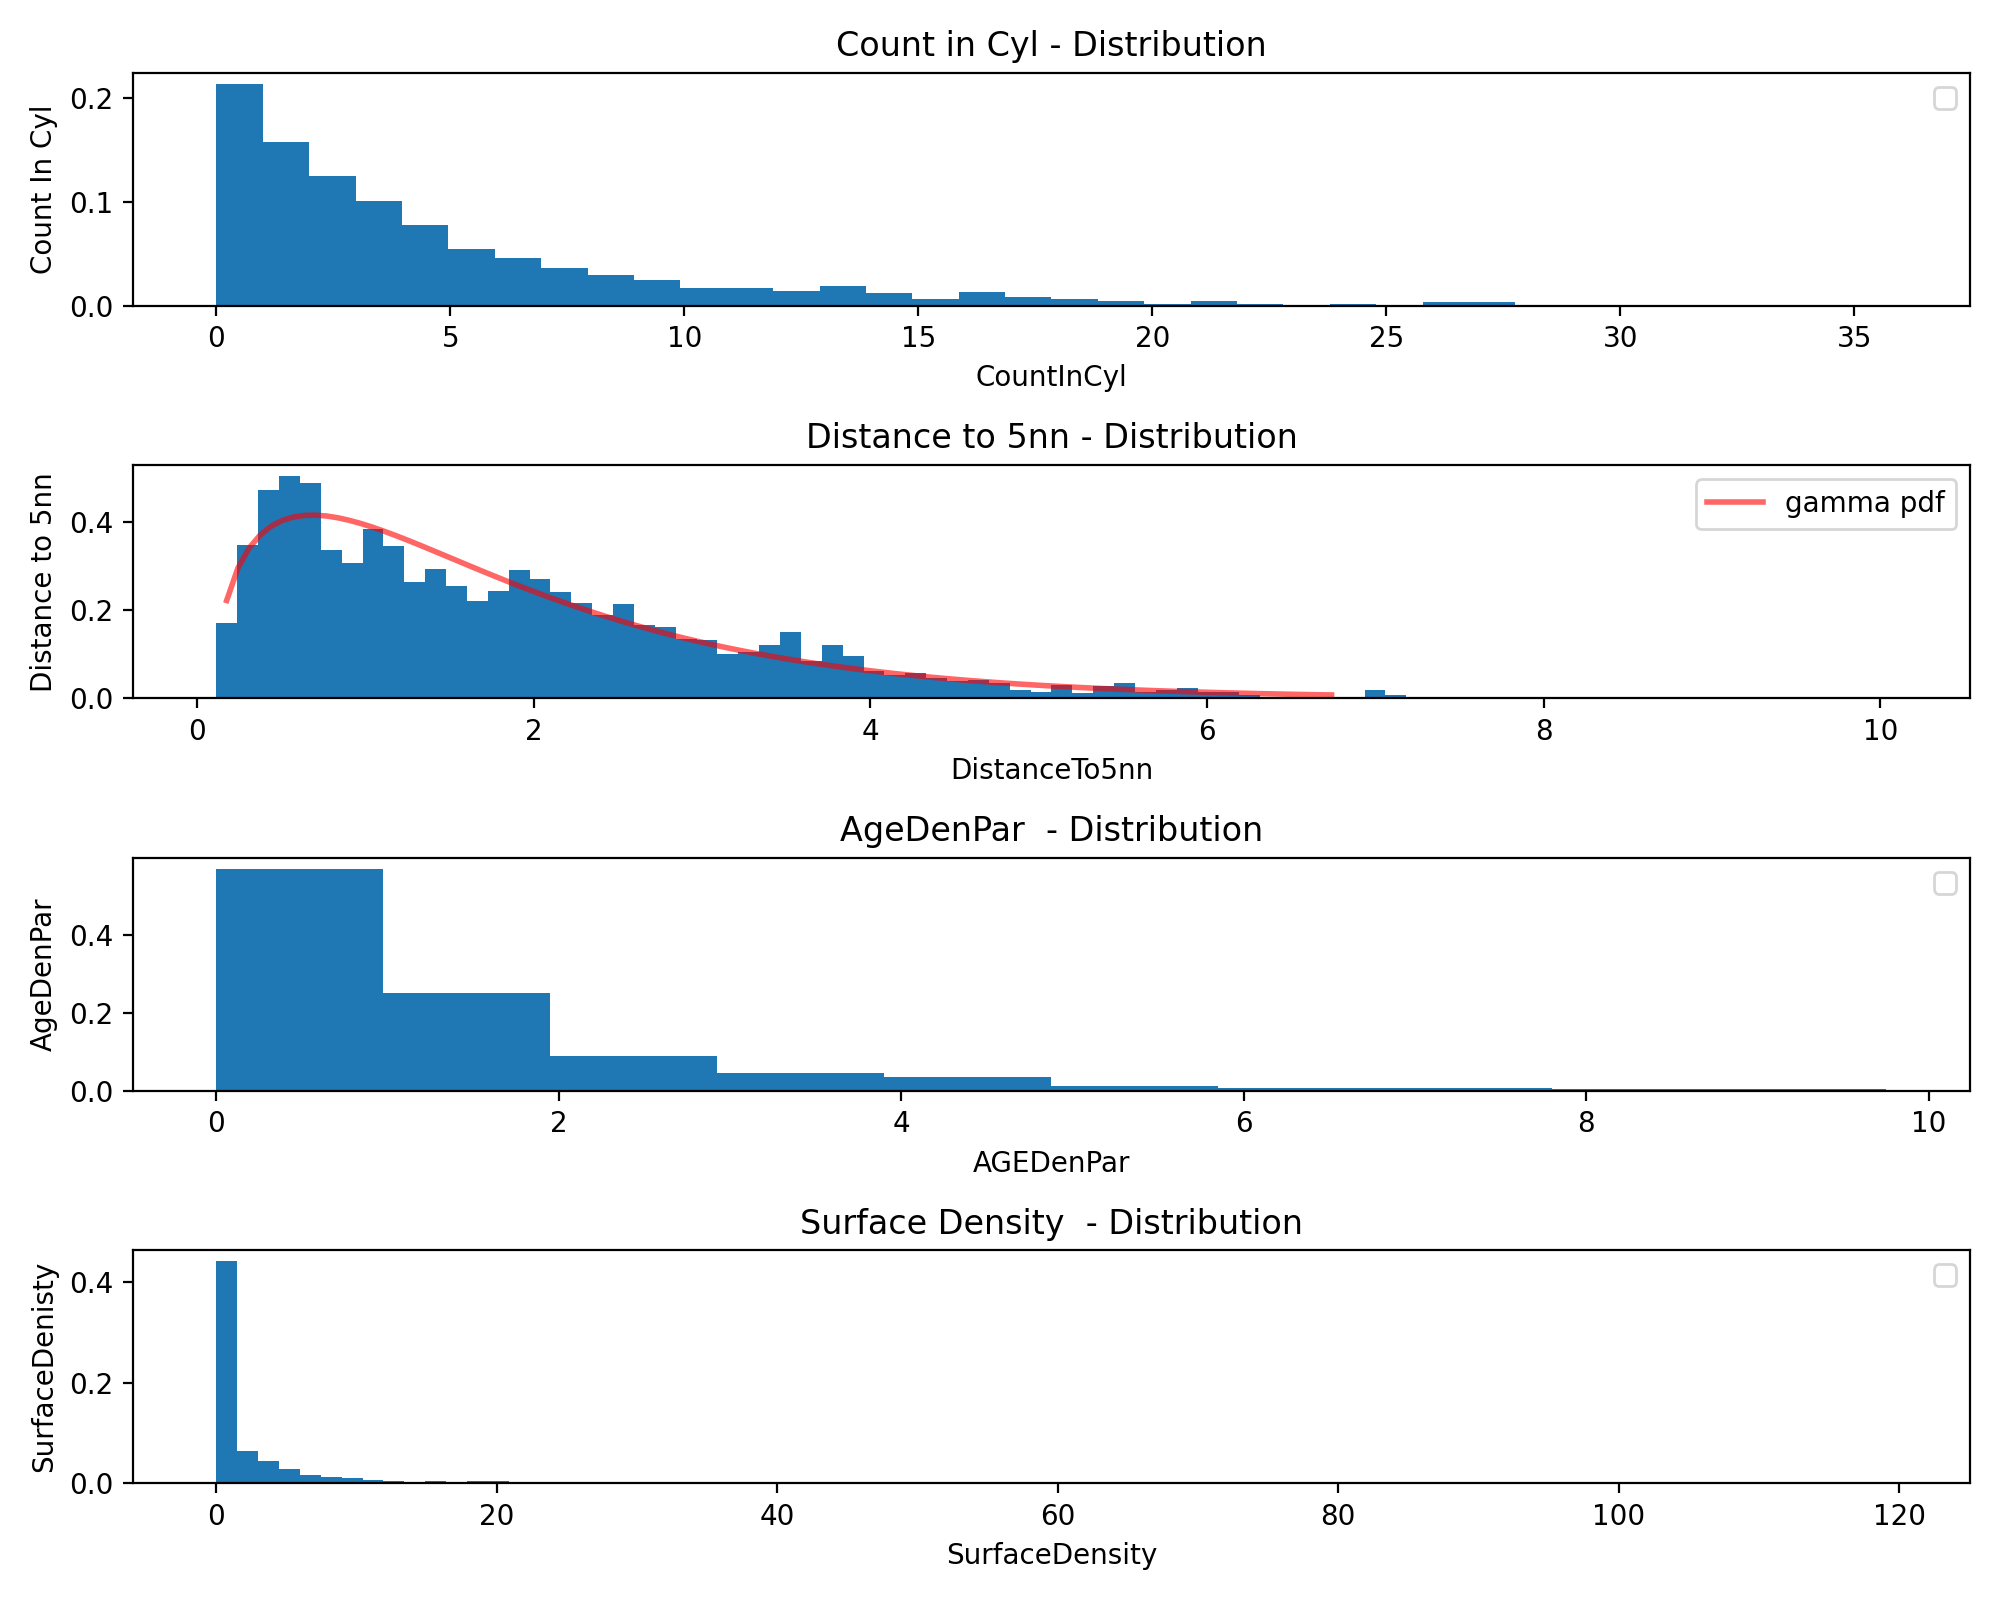 Count in Cyl - Distribution
Count In Cyl
0.2
0.1
0.0
0 5 10 15 20 25 30 35
CountInCyl
Distance to 5nn - Distribution
Distance to 5nn
gamma pdf
0.4
0.2
0.0
0 2 4 6 8 10
DistanceTo5nn
AgeDenPar - Distribution
AgeDenPar
0.4
0.2
0.0
0 2 4 6 8 10
AGEDenPar
Surface Density - Distribution
SurfaceDenisty
0.4
0.2
0.0
0 20 40 60 80 100 120
SurfaceDensity